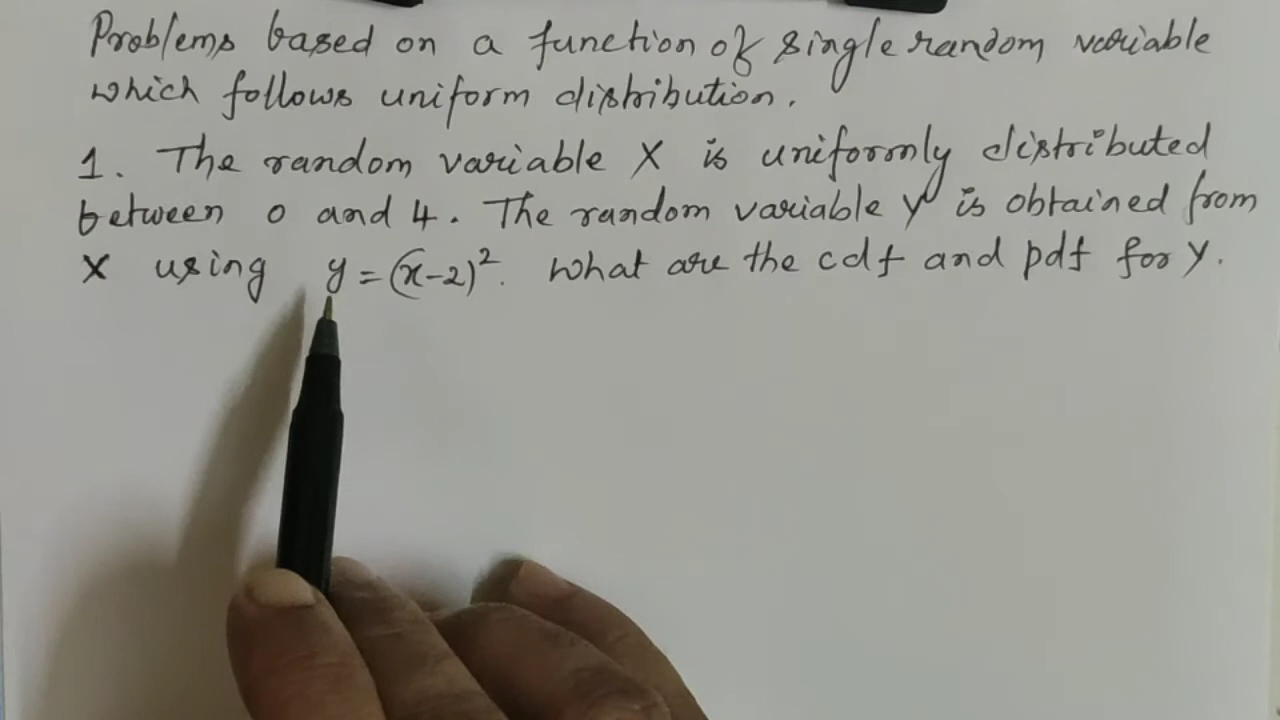 Problems based on a function of single random variable
which follows uniform distribution.
1. The random variable X is uniformly distributed
between 0 and 4. The random variable Y is obtained from
X using y = (x-2)². What are the cdf and pdf for Y.